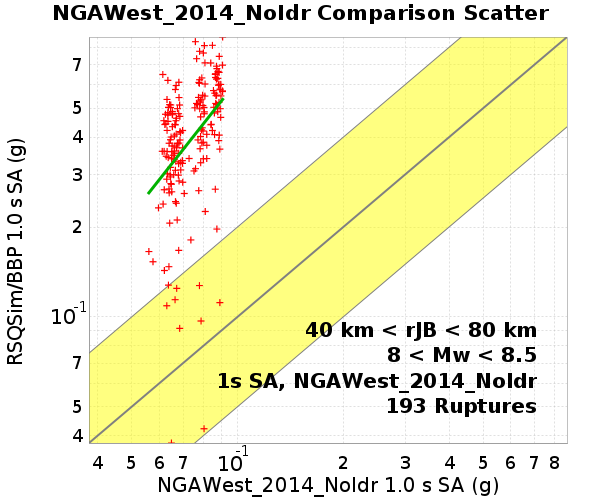 NGAWest_2014_NoIdr Comparison Scatter
RSQSim/BBP 1.0 s SA (g)
7
5
4
3
2
10-1
7
5
4
40 km < rJB < 80 km
8 < Mw < 8.5
1s SA, NGAWest_2014_NoIdr
193 Ruptures
4 5 6 7 10-1 2 3 4 5 6 7 8
NGAWest_2014_NoIdr 1.0 s SA (g)